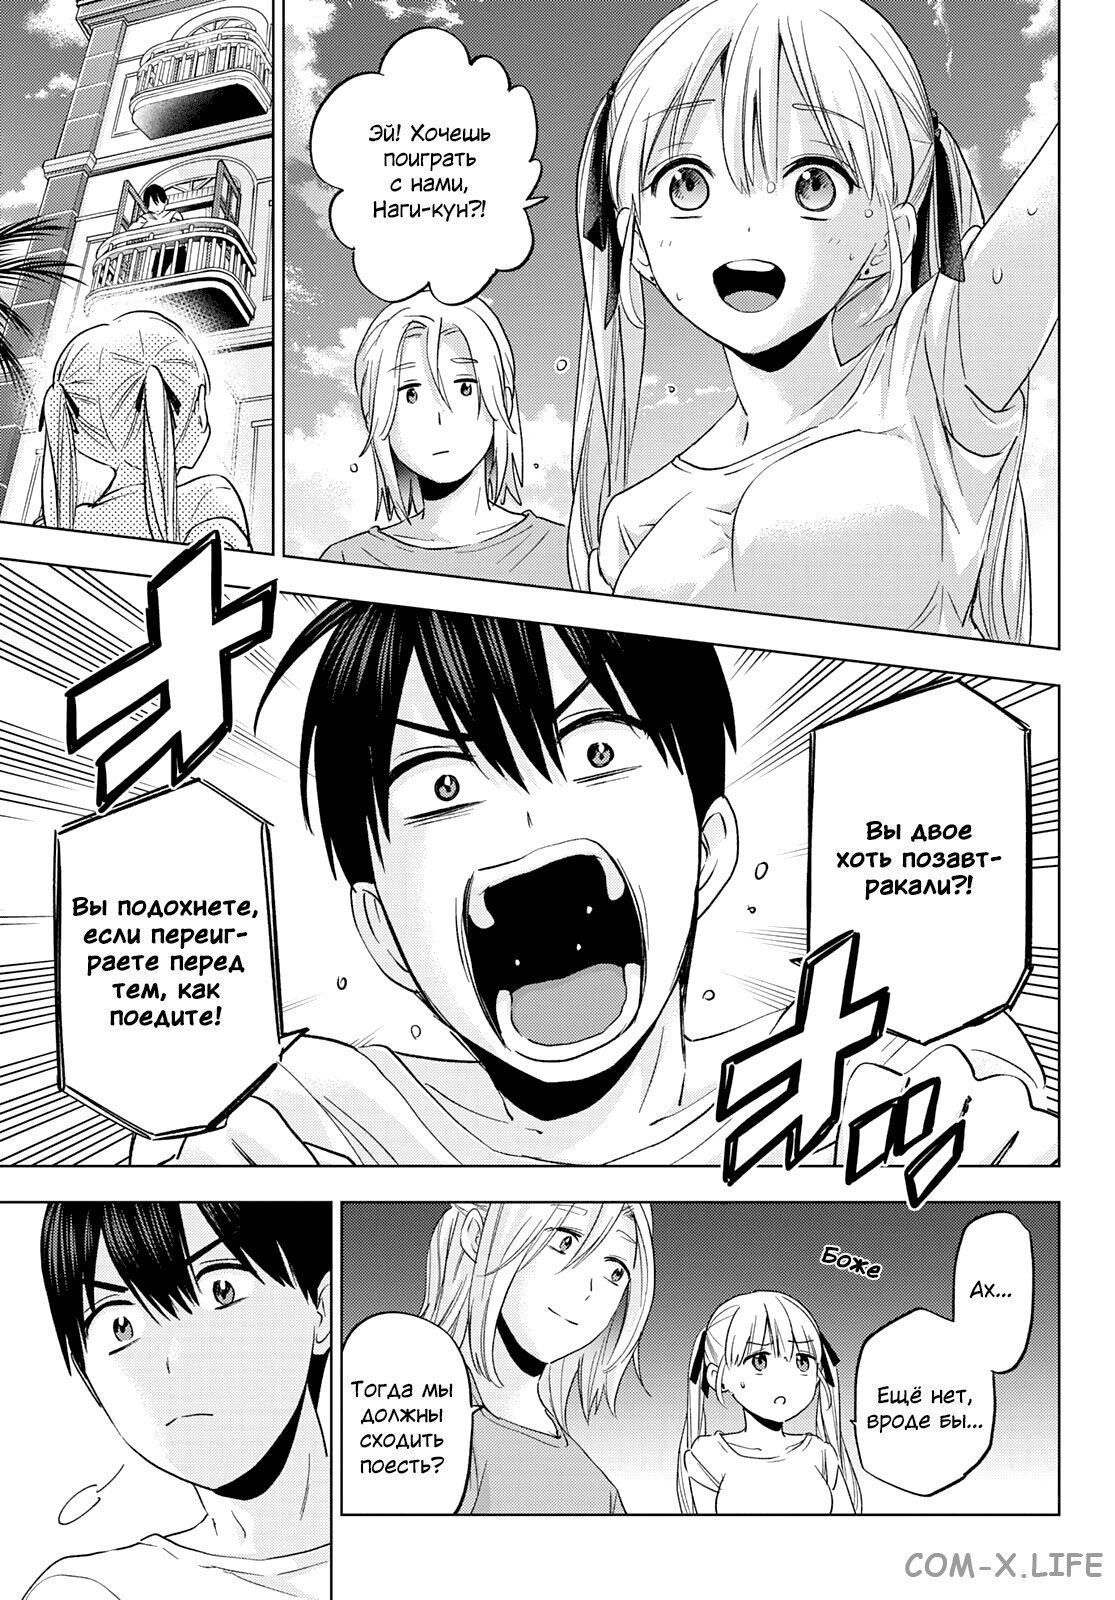 Эй! Хочешь
поиграть
с нами,
Наги-кун?!
Вы двое
хоть позавт-
ракали?!
Вы подохнете,
если переиг-
раете перед
тем, как
поедите!
Ах...
Боже
Ещё нет,
вроде бы...
Тогда мы
должны
сходить
поесть?
COM-X.LIFE